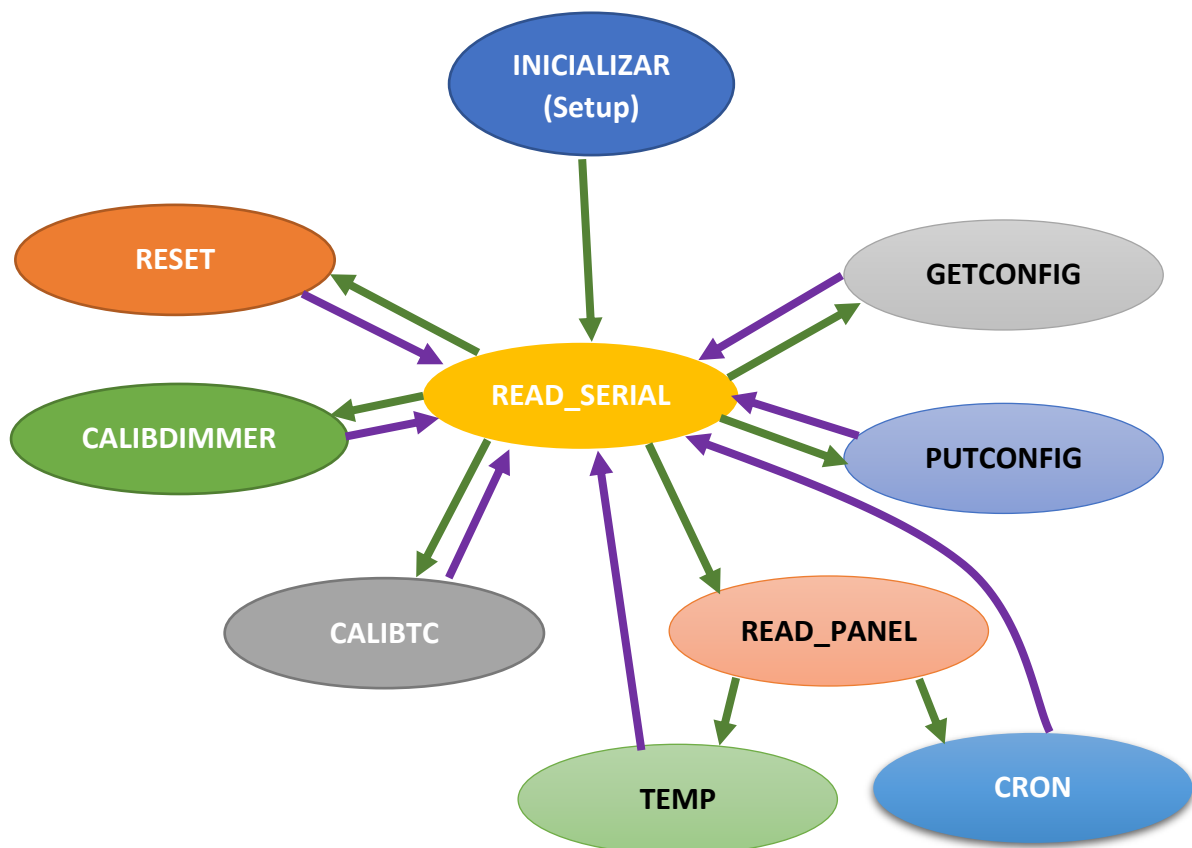 INICIALIZAR
(Setup)
RESET
GETCONFIG
READ_SERIAL
CALIBDIMMER
PUTCONFIG
CALIBTC
READ_PANEL
TEMP
CRON